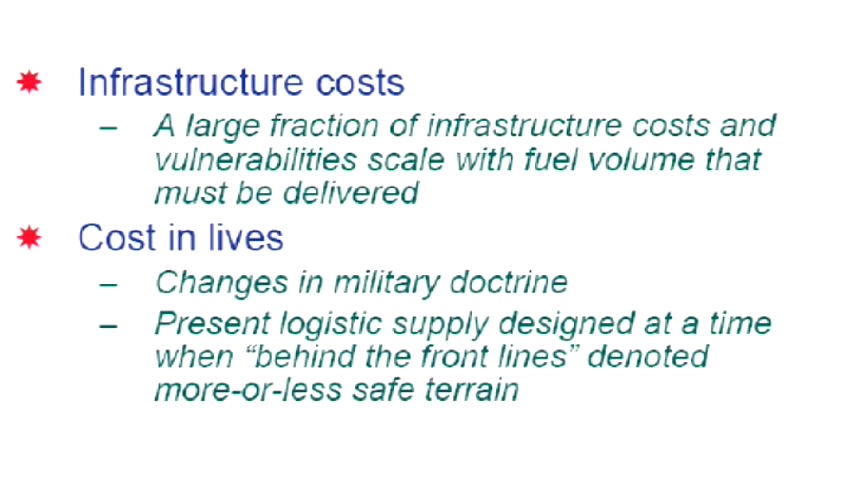 Infrastructure costs
– A large fraction of infrastructure costs and
vulnerabilities scale with fuel volume that
must be delivered
Cost in lives
– Changes in military doctrine
– Present logistic supply designed at a time
when “behind the front lines” denoted
more-or-less safe terrain